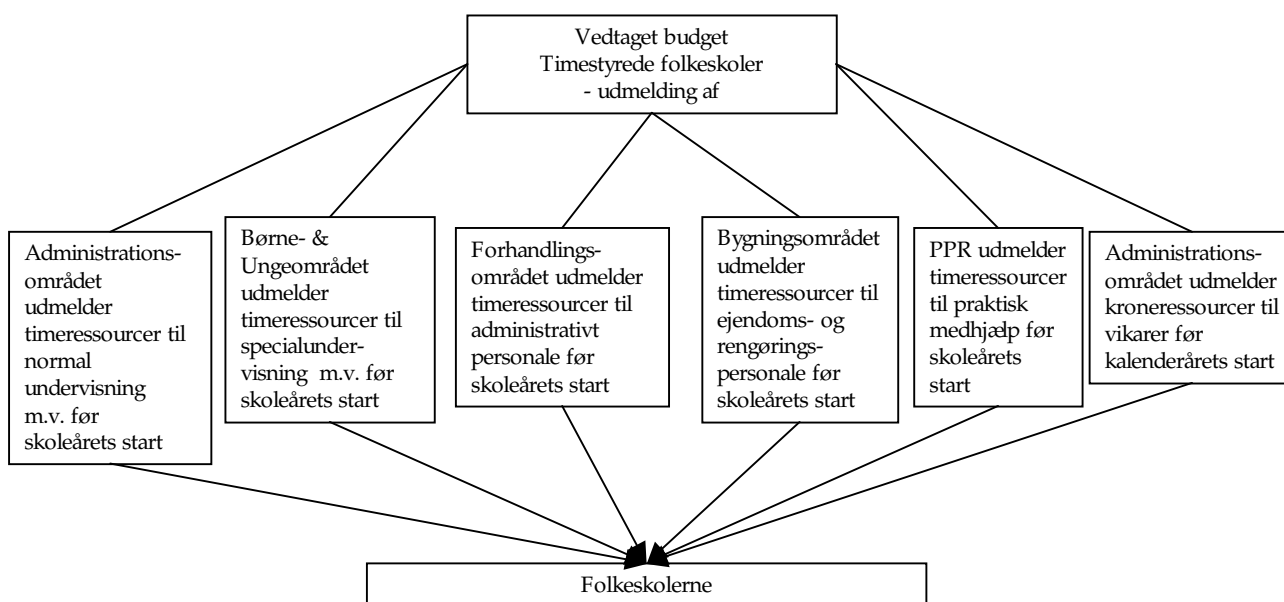 Vedtaget budget
Timestyrede folkeskoler
- udmelding af
Administrations-
området
udmelder
timeressourcer til
normal
undervisning
m.v. før
skoleårets start
Børne- &
Ungeområdet
udmelder
timeressourcer til
specialunder-
visning m.v. før
skoleårets start
Forhandlings-
området udmelder
timeressourcer til
administrativt
personale før
skoleårets start
Bygningsområdet
udmelder
timeressourcer til
ejendoms- og
rengørings-
personale før
skoleårets start
PPR udmelder
timeressourcer
til praktisk
medhjælp før
skoleårets
start
Administrations-
området udmelder
kroneressourcer til
vikarer før
kalenderårets start
Folkeskolerne